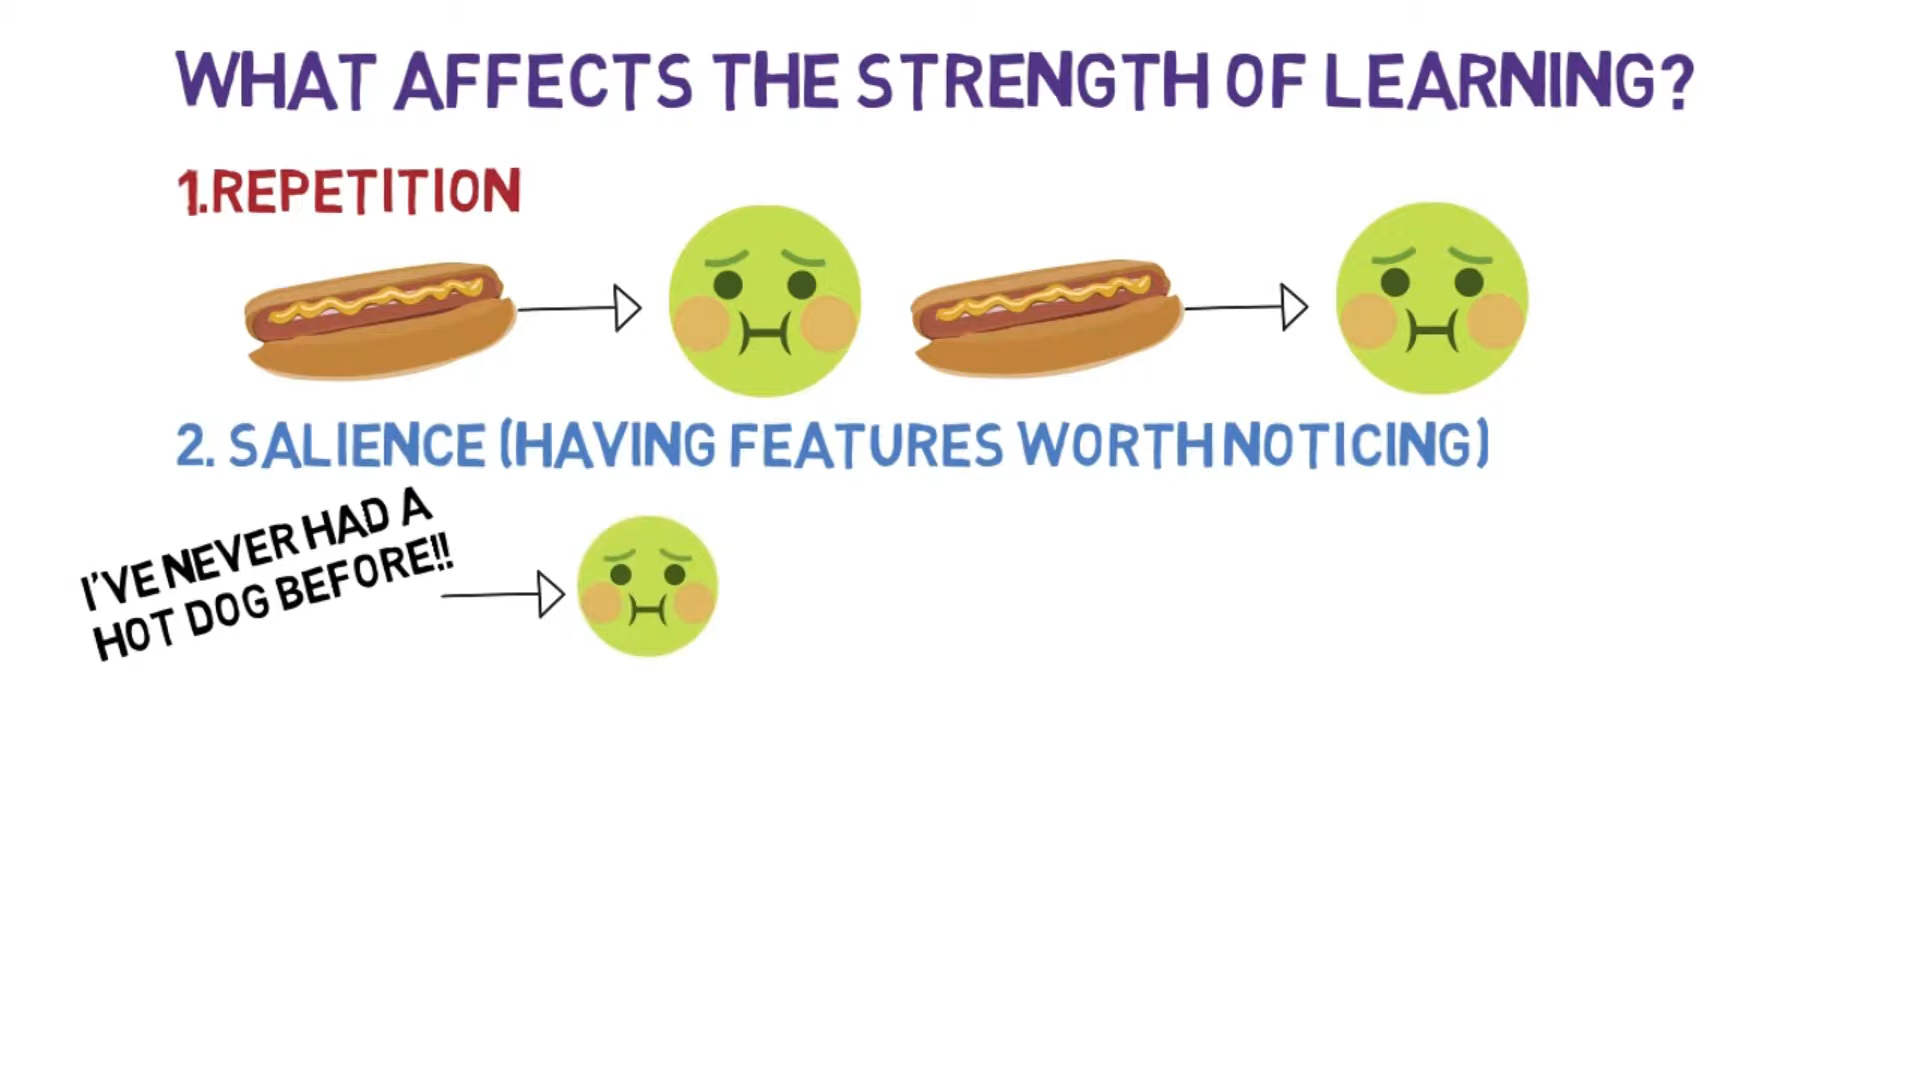 WHAT AFFECTS THE STRENGTH OF LEARNING?
1.REPETITION
2. SALIENCE (HAVING FEATURES WORTH NOTICING)
I'VE NEVER HAD A
HOT DOG BEFORE!!